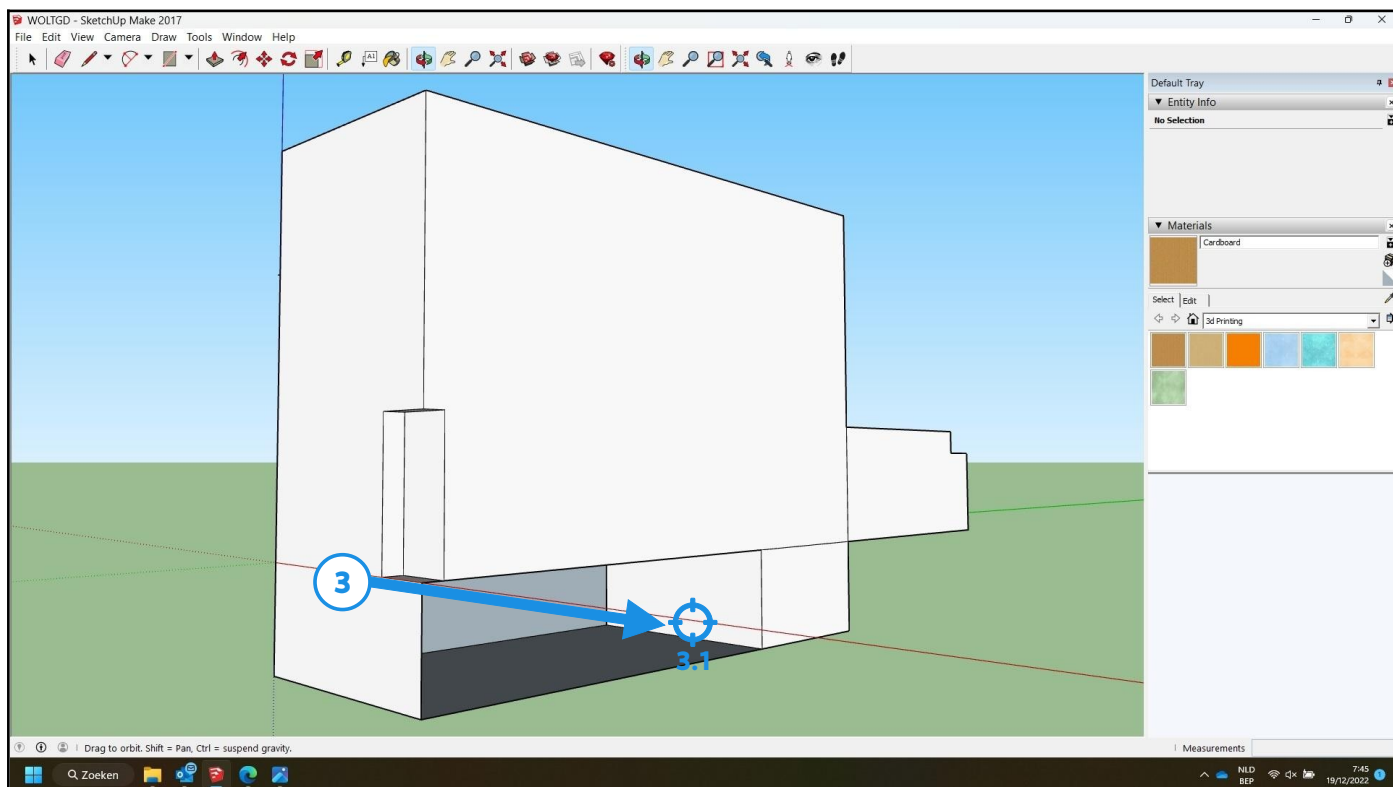 WOLTGD - SketchUp Make 2017
File Edit View Camera Draw Tools Window Help
A1
Default Tray
Entity Info
No Selection
Materials
Cardboard
Select Edit
3d Printing
3
3.1
Drag to orbit. Shift = Pan, Ctrl = suspend gravity.
Measurements
Zoeken
NLD
BEP
7:45
19/12/2022
1